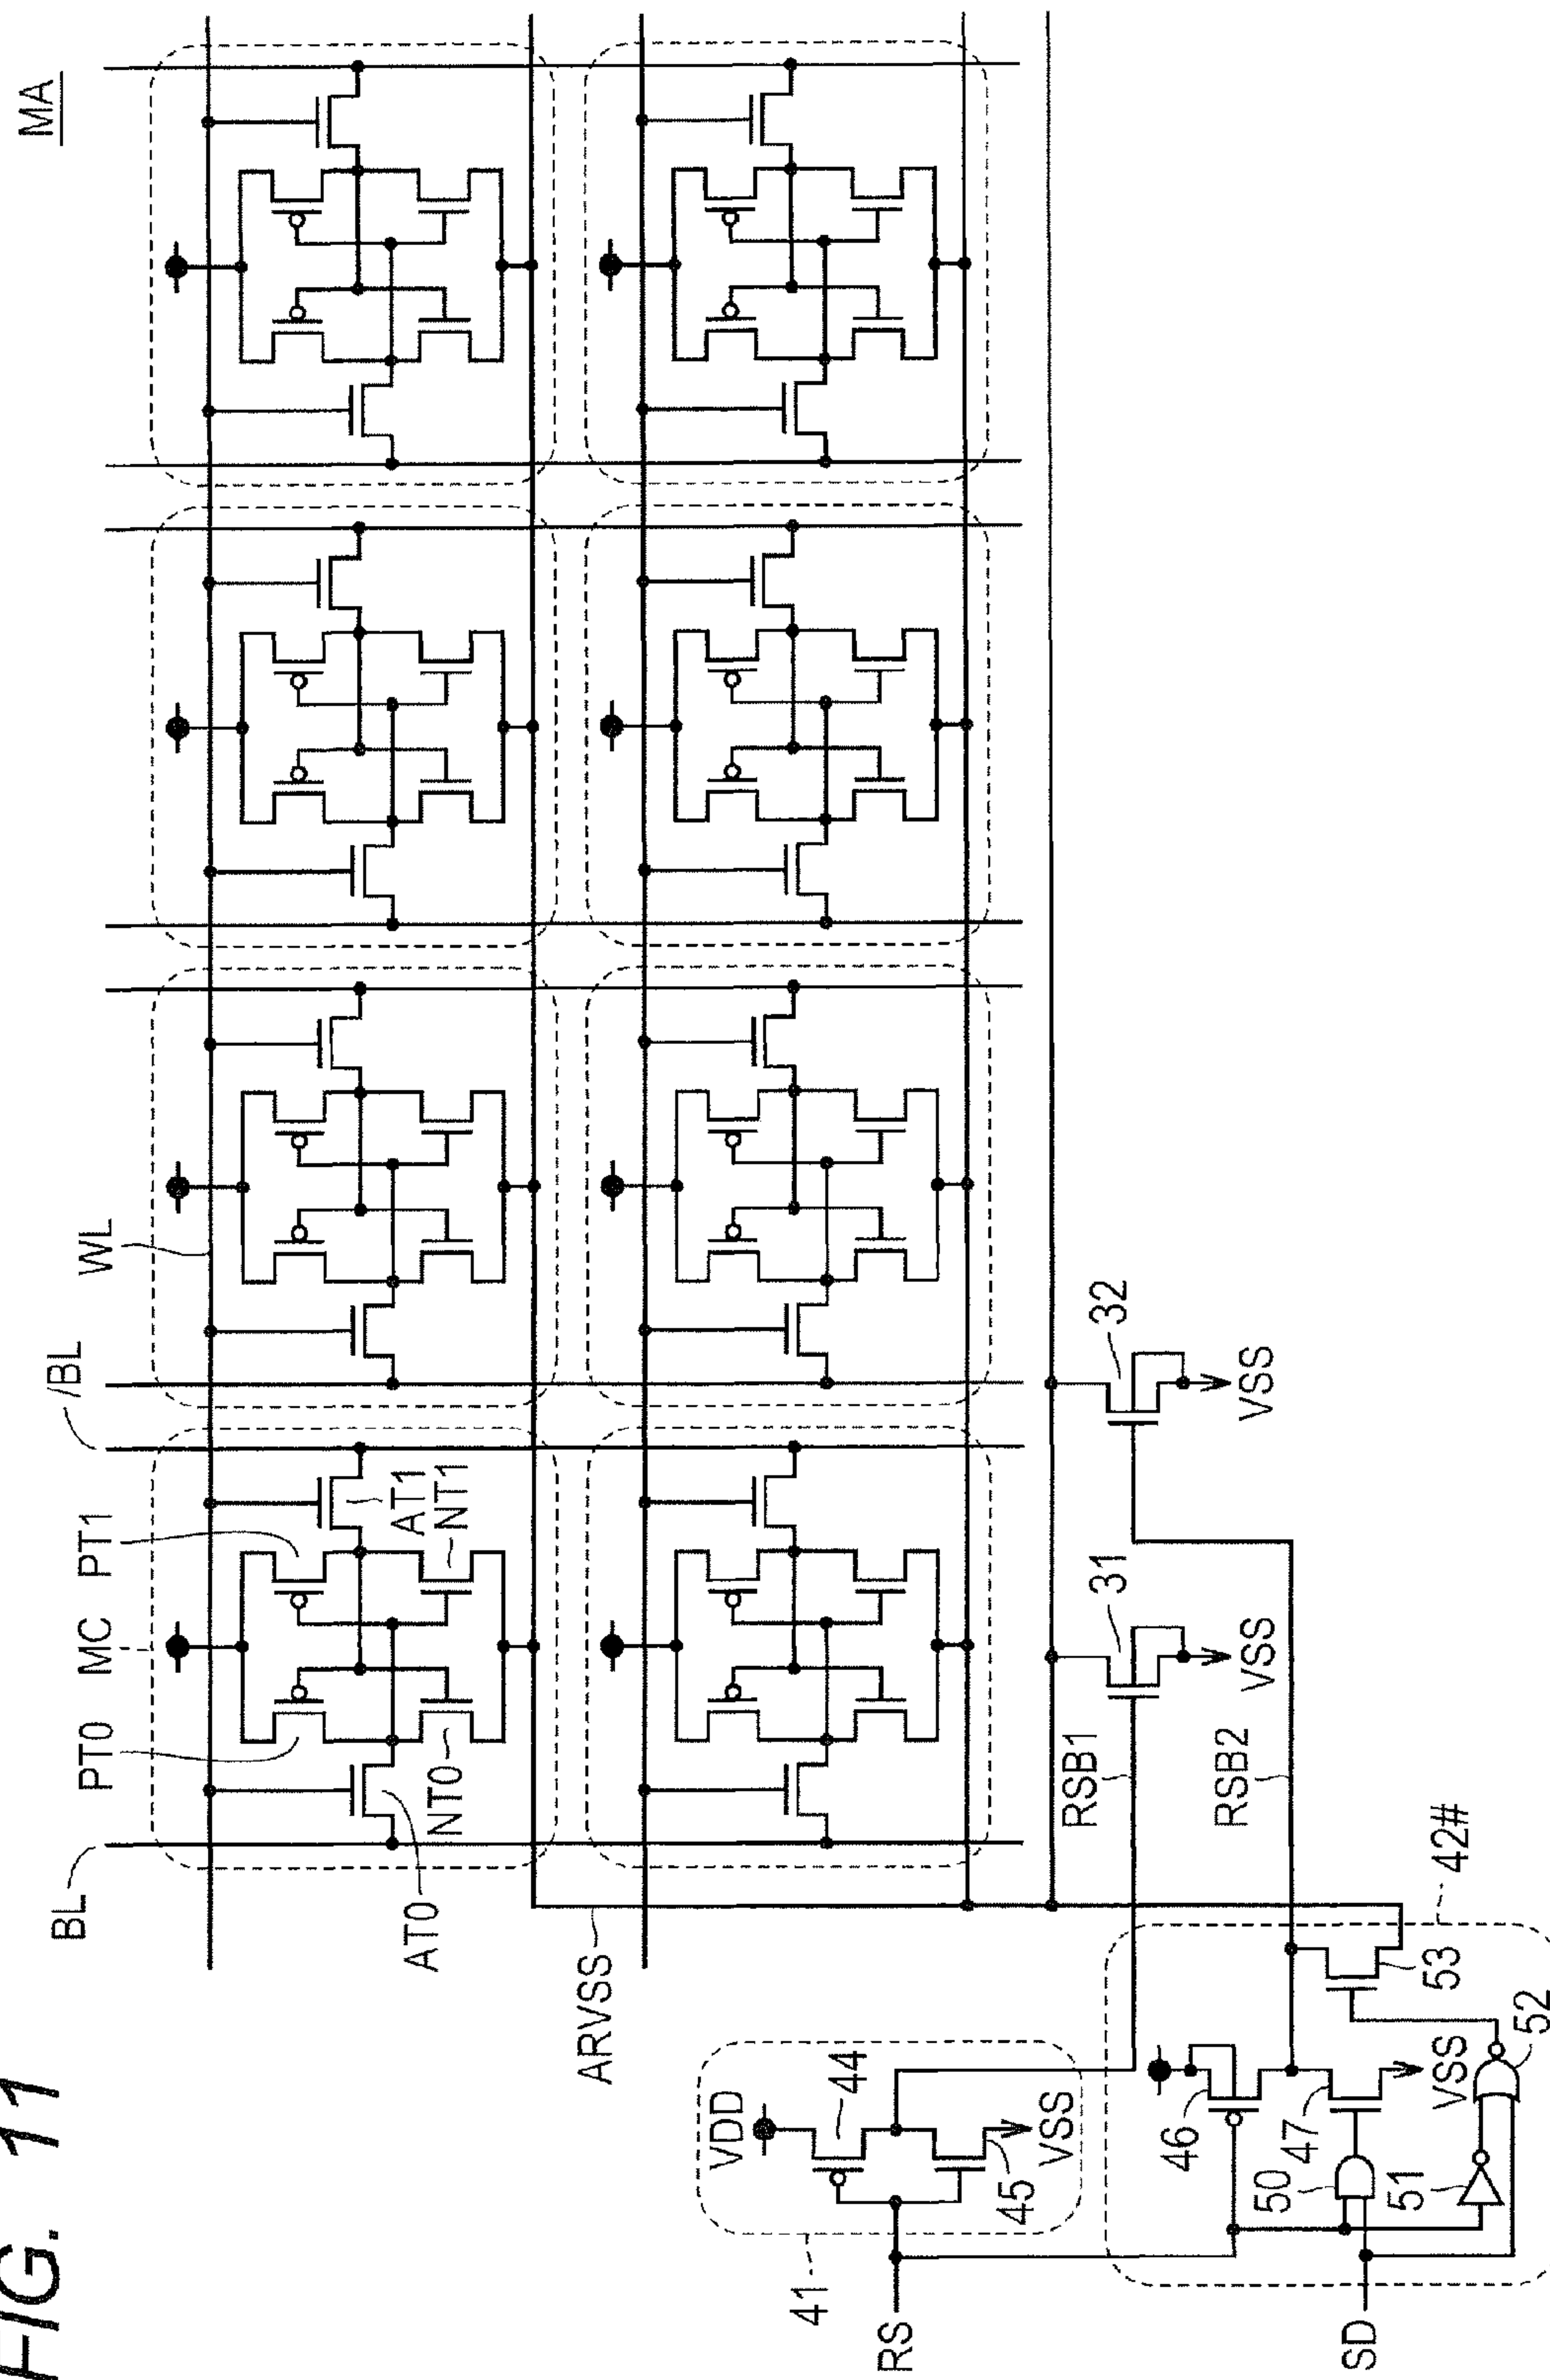 FIG. 11
MA
BL
PT0
MC
PT1
/BL
WL
AT0
NT0
AT1
NT1
ARVSS
RSB1
31
VSS
32
VSS
RSB2
41
VDD
44
45
VSS
RS
42#
46
47
VSS
50
51
52
53
SD